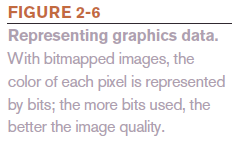 FIGURE 2-6
Representing graphics data.
With bitmapped images, the
color of each pixel is represented
by bits; the more bits used, the
better the image quality.